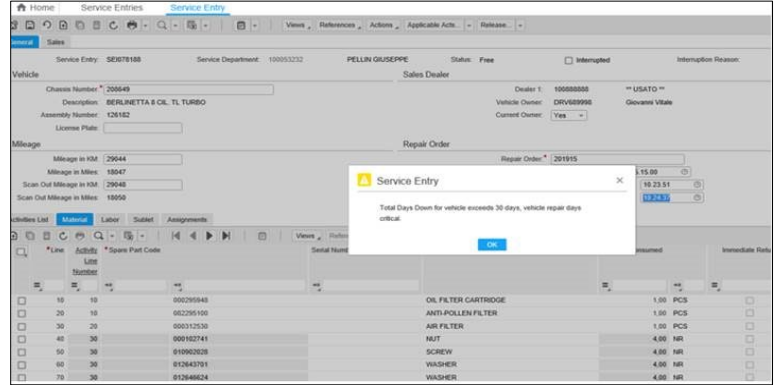 Home Service Entries Service Entry
Views References Actions Applicable Acts.. Release...
General Sales
Service Entry: SEI078188 Service Department: 100053232 PELLIN GIUSEPPE Status: Free Interrupted Interruption Reason:
Vehicle Sales Dealer
Chassis Number: * 208649 Dealer 1: 100888888 ** USATO **
Description: BERLINETTA 8 CIL. TL TURBO Vehicle Owner: DRV689998 Giovanni Villate
Assembly Number: 126182 Current Owner: Yes
License Plate:
Mileage Repair Order
Mileage in KM: 29044 Repair Order: * 201915
Mileage in Miles: 18047
Scan Out Mileage in KM: 29048 10.23.51
Scan Out Mileage in Miles: 18050
Service Entry
Total Days Down for vehicle exceeds 30 days, vehicle repair days
critical.
OK
Activities List Material Labor Sublet Assignments
Views
*Line Activity Line Number *Spare Part Code Serial Numb
= = = =
10 10 000295948 OIL FILTER CARTRIDGE 1,00 PCS
20 10 002295100 ANTI-POLLEN FILTER 1,00 PCS
30 20 000312530 AIR FILTER 1,00 PCS
40 30 000102741 NUT 4,00 NR
50 30 010902028 SCREW 4,00 NR
60 30 012643701 WASHER 4,00 NR
70 30 012646624 WASHER 4,00 NR